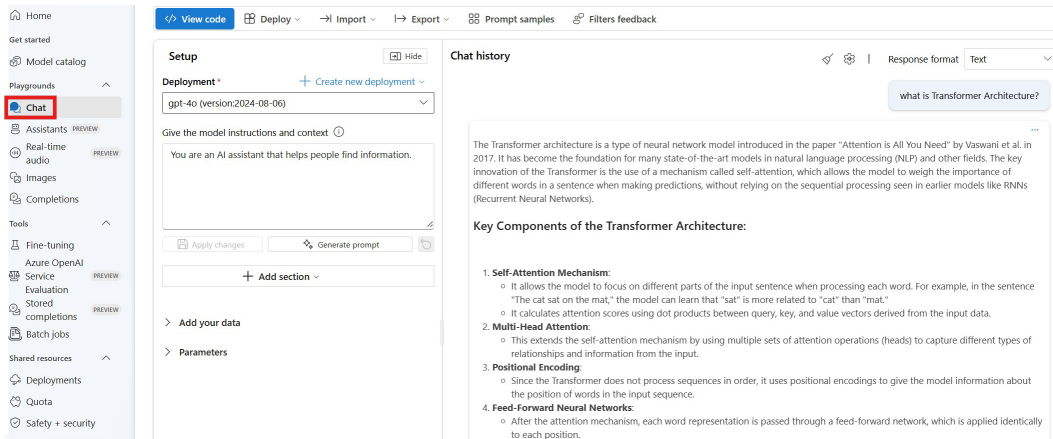 Home
Get started
Model catalog
Playgrounds
Chat
Assistants PREVIEW
Real-time
audio
PREVIEW
Images
Completions
Tools
Fine-tuning
Azure OpenAI
Service
Evaluation
PREVIEW
Stored
completions
PREVIEW
Batch jobs
Shared resources
Deployments
Quota
Safety + security
</> View code
Deploy
Import
Export
Prompt samples
Filters feedback
Setup
Hide
Deployment *
+ Create new deployment
gpt-4o (version:2024-08-06)
Give the model instructions and context
You are an AI assistant that helps people find information.
Apply changes
Generate prompt
+ Add section
> Add your data
> Parameters
Chat history
Response format
Text
what is Transformer Architecture?
...
The Transformer architecture is a type of neural network model introduced in the paper "Attention is All You Need" by Vaswani et al. in
2017. It has become the foundation for many state-of-the-art models in natural language processing (NLP) and other fields. The key
innovation of the Transformer is the use of a mechanism called self-attention, which allows the model to weigh the importance of
different words in a sentence when making predictions, without relying on the sequential processing seen in earlier models like RNNs
(Recurrent Neural Networks).
Key Components of the Transformer Architecture:
1. Self-Attention Mechanism:
It allows the model to focus on different parts of the input sentence when processing each word. For example, in the sentence
"The cat sat on the mat," the model can learn that "sat" is more related to "cat" than "mat."
It calculates attention scores using dot products between query, key, and value vectors derived from the input data.
2. Multi-Head Attention:
This extends the self-attention mechanism by using multiple sets of attention operations (heads) to capture different types of
relationships and information from the input.
3. Positional Encoding:
Since the Transformer does not process sequences in order, it uses positional encodings to give the model information about
the position of words in the input sequence.
4. Feed-Forward Neural Networks:
After the attention mechanism, each word representation is passed through a feed-forward network, which is applied identically
to each position.